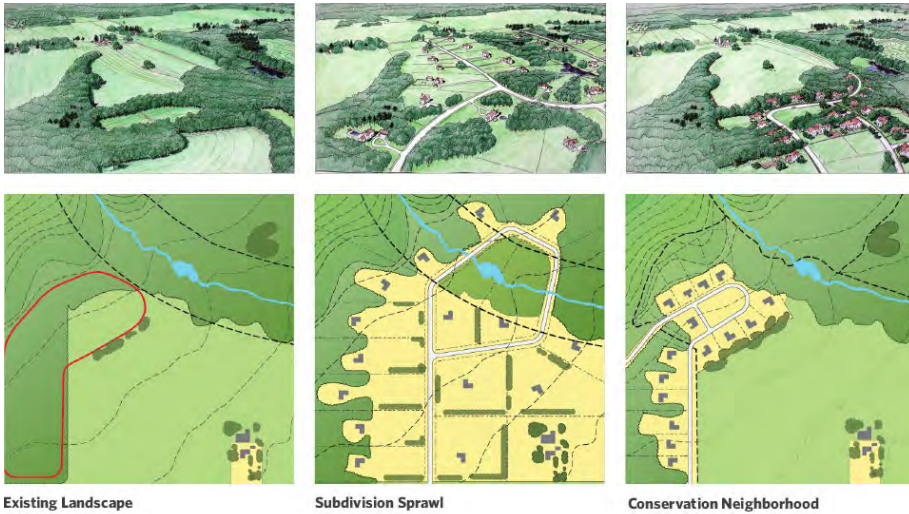 Existing Landscape
Subdivision Sprawl
Conservation Neighborhood